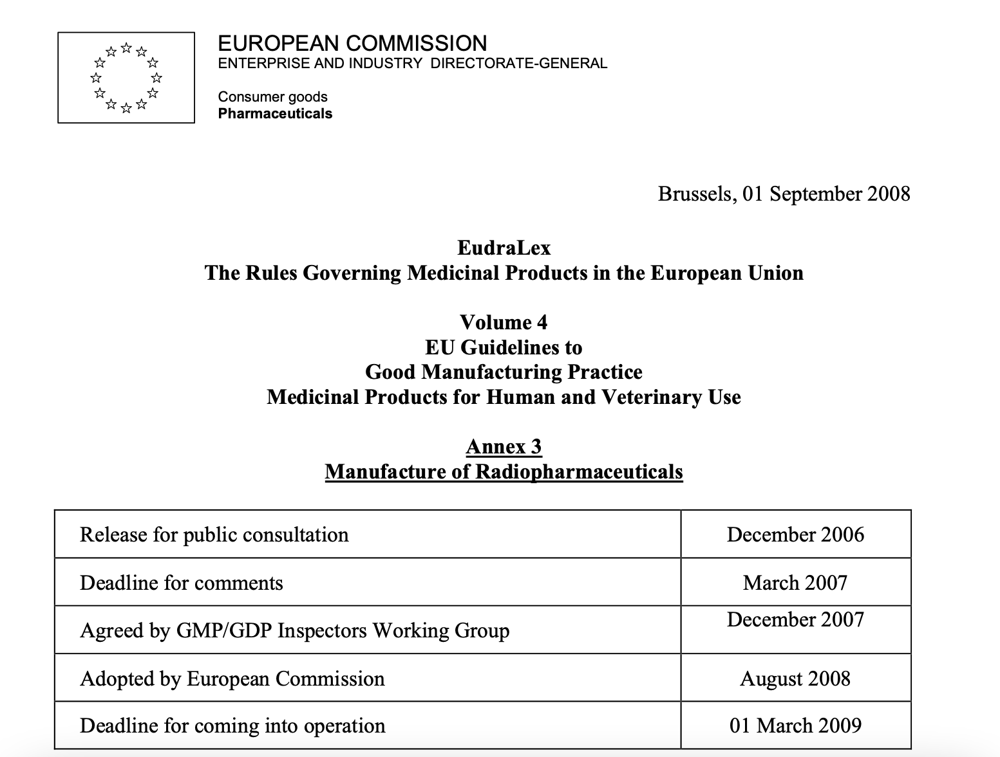 EUROPEAN COMMISSION
ENTERPRISE AND INDUSTRY DIRECTORATE-GENERAL
Consumer goods
Pharmaceuticals
Brussels, 01 September 2008
EudraLex
The Rules Governing Medicinal Products in the European Union
Volume 4
EU Guidelines to
Good Manufacturing Practice
Medicinal Products for Human and Veterinary Use
Annex 3
Manufacture of Radiopharmaceuticals
Release for public consultation December 2006
Deadline for comments March 2007
Agreed by GMP/GDP Inspectors Working Group December 2007
Adopted by European Commission August 2008
Deadline for coming into operation 01 March 2009